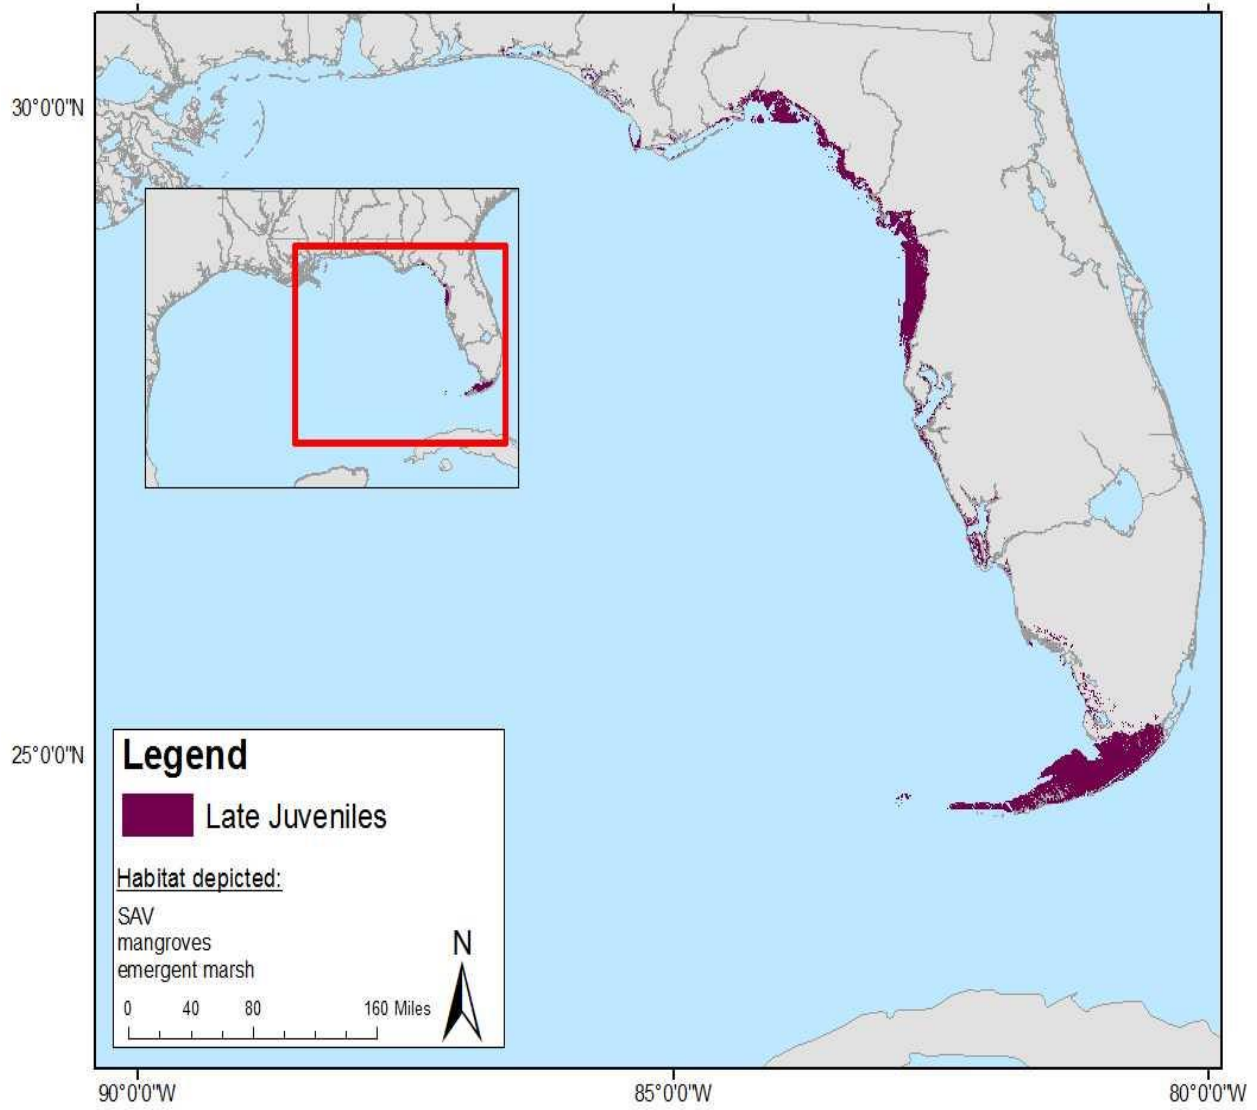 30°0'0"N
25°0'0"N
Legend
Late Juveniles
Habitat depicted:
SAV
mangroves
emergent marsh
N
0 40 80 160 Miles
90°0'0"W 85°0'0"W 80°0'0"W